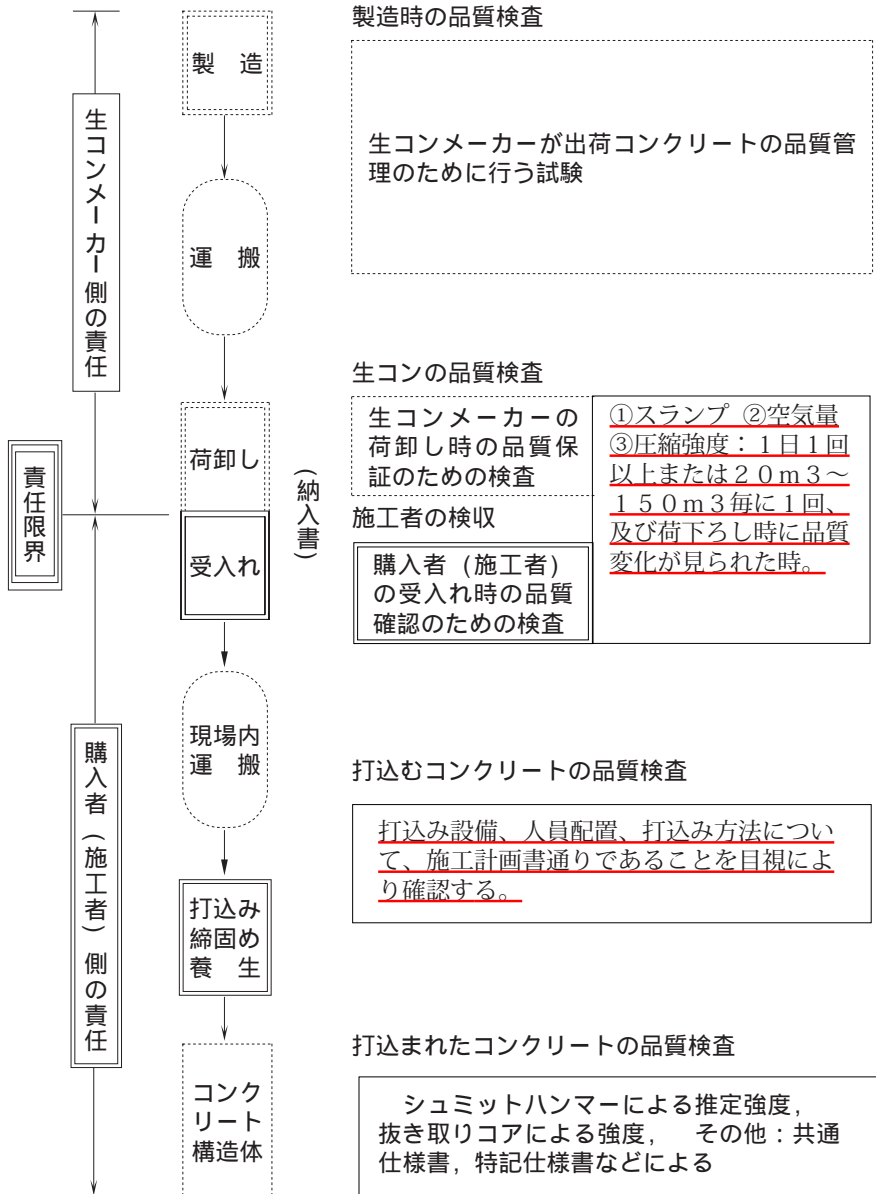 製造時の品質検査
製　造
生コンメーカーが出荷コンクリートの品質管
理のために行う試験
生コンメーカー側の責任
運　搬
生コンの品質検査
荷卸し
(納入書)
生コンメーカーの
荷卸し時の品質保
証のための検査
①スランプ ②空気量
③圧縮強度：１日１回
以上または２０ｍ３～
１５０ｍ３毎に１回、
及び荷下ろし時に品質
変化が見られた時。
責任限界
施工者の検収
受入れ
購入者 (施工者)
の受入れ時の品質
確認のための検査
現場内
運　搬
購入者(施工者)側の責任
打込むコンクリートの品質検査
打込み設備、人員配置、打込み方法につい
て、施工計画書通りであることを目視によ
り確認する。
打込み
締固め
養　生
打込まれたコンクリートの品質検査
コンク
リート
構造体
シュミットハンマーによる推定強度，
抜き取りコアによる強度，　その他：共通
仕様書，特記仕様書などによる